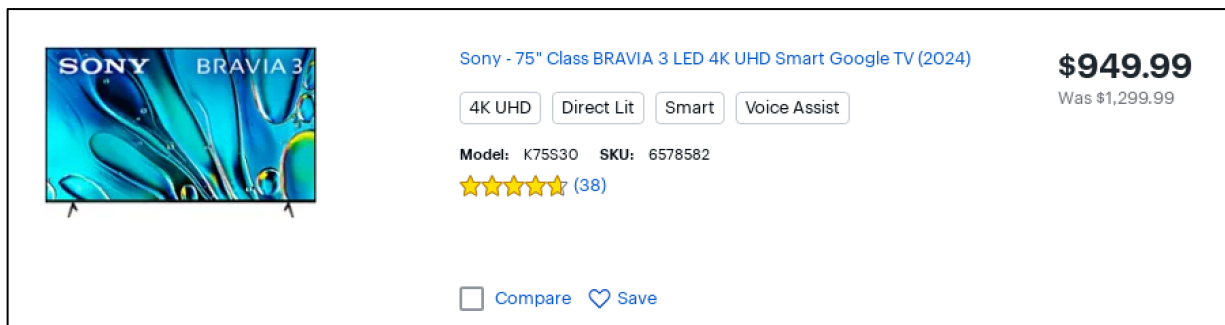 SONY BRAVIA 3
Sony - 75" Class BRAVIA 3 LED 4K UHD Smart Google TV (2024)
$949.99
Was $1,299.99
4K UHD Direct Lit Smart Voice Assist
Model: K75S30 SKU: 6578582
(38)
Compare Save